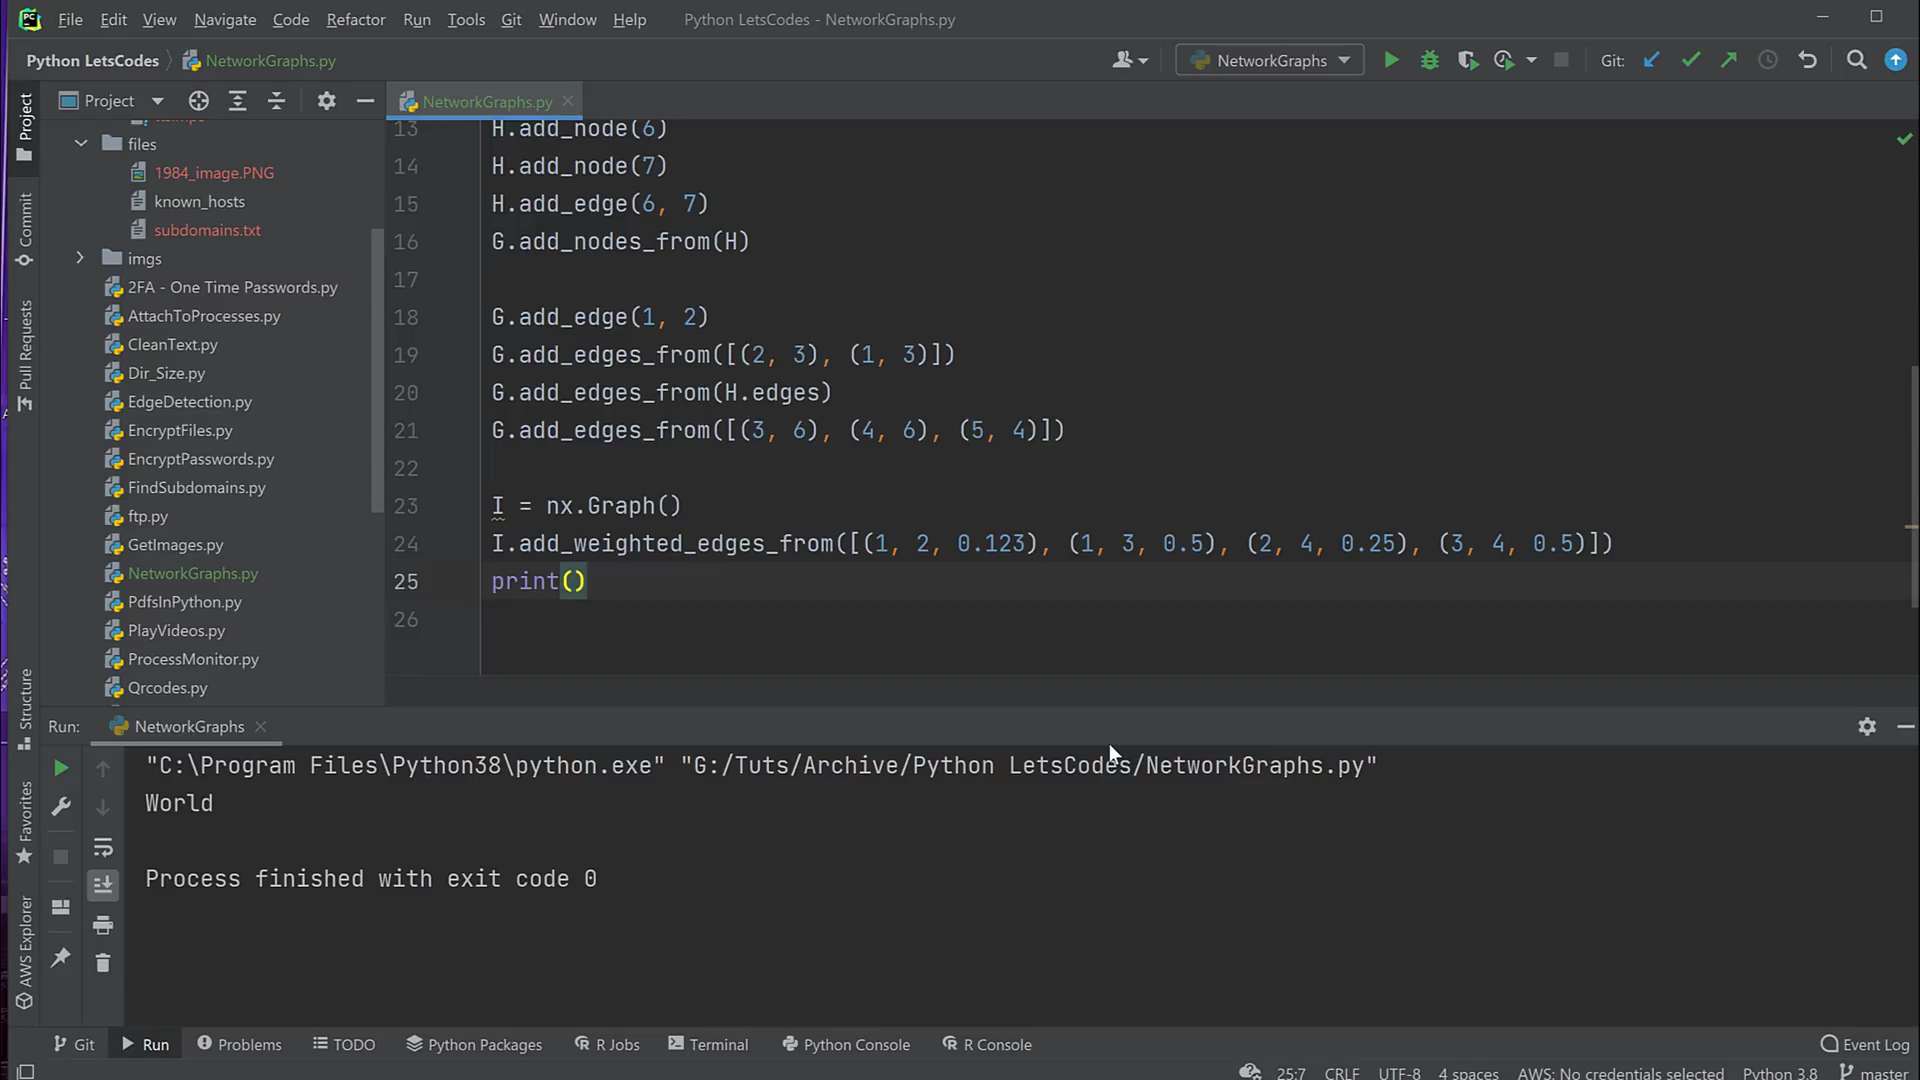 PC File Edit View Navigate Code Refactor Run Tools Git Window Help Python LetsCodes - NetworkGraphs.py
Python LetsCodes NetworkGraphs.py NetworkGraphs Git:
Project NetworkGraphs.py
files
1984_image.PNG
known_hosts
subdomains.txt
imgs
2FA - One Time Passwords.py
AttachToProcesses.py
CleanText.py
Dir_Size.py
EdgeDetection.py
EncryptFiles.py
EncryptPasswords.py
FindSubdomains.py
ftp.py
GetImages.py
NetworkGraphs.py
PdfsInPython.py
PlayVideos.py
ProcessMonitor.py
Qrcodes.py
Project
Commit
Pull Requests
Structure
Favorites
AWS Explorer
13 H.add_node(6)
14 H.add_node(7)
15 H.add_edge(6, 7)
16 G.add_nodes_from(H)
17
18 G.add_edge(1, 2)
19 G.add_edges_from([(2, 3), (1, 3)])
20 G.add_edges_from(H.edges)
21 G.add_edges_from([(3, 6), (4, 6), (5, 4)])
22
23 I = nx.Graph()
24 I.add_weighted_edges_from([(1, 2, 0.123), (1, 3, 0.5), (2, 4, 0.25), (3, 4, 0.5)])
25 print()
26
Run: NetworkGraphs
"C:\Program Files\Python38\python.exe" "G:/Tuts/Archive/Python LetsCodes/NetworkGraphs.py"
World
Process finished with exit code 0
Git Run Problems TODO Python Packages R Jobs Terminal Python Console R Console Event Log
25:7 CRLF UTF-8 4 spaces AWS: No credentials selected Python 3.8 master